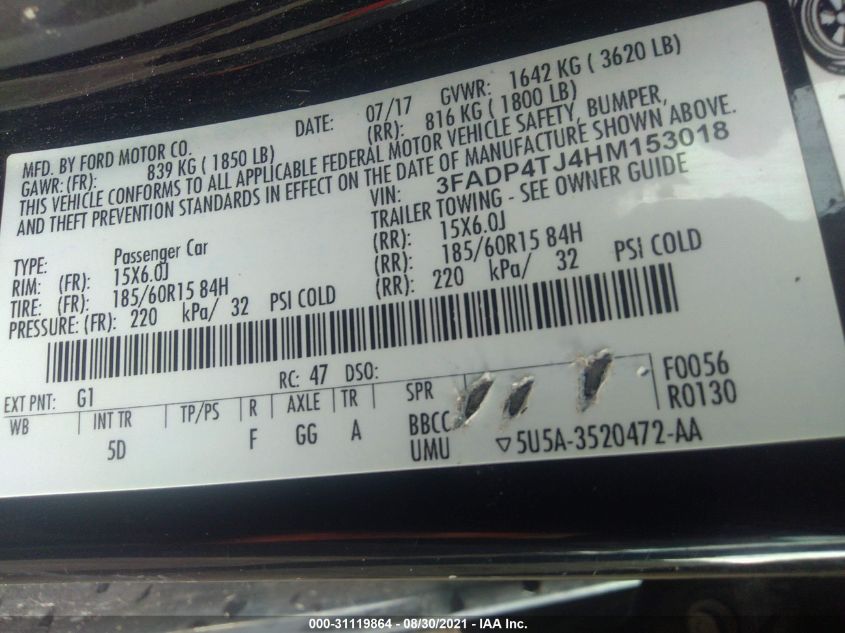 MFD. BY FORD MOTOR CO. DATE: 07/17 GVWR: 1642 KG ( 3620 LB)
GAWR: (FR): 839 KG ( 1850 LB) (RR): 816 KG ( 1800 LB)
THIS VEHICLE CONFORMS TO ALL APPLICABLE FEDERAL MOTOR VEHICLE SAFETY, BUMPER,
AND THEFT PREVENTION STANDARDS IN EFFECT ON THE DATE OF MANUFACTURE SHOWN ABOVE.
VIN: 3FADP4TJ4HM153018
TYPE: Passenger Car TRAILER TOWING - SEE OWNER GUIDE
RIM: (FR): 15X6.0J (RR): 15X6.0J
TIRE: (FR): 185/60R15 84H (RR): 185/60R15 84H
PRESSURE: (FR): 220 kPa/ 32 PSI COLD (RR): 220 kPa/ 32 PSI COLD
EXT PNT: G1 RC: 47 DSO: F0056
WB INT TR TP/PS R AXLE TR SPR R0130
5D F GG A BBCC
UMU ▽5U5A-3520472-AA
000-31119864 - 08/30/2021 - IAA Inc.